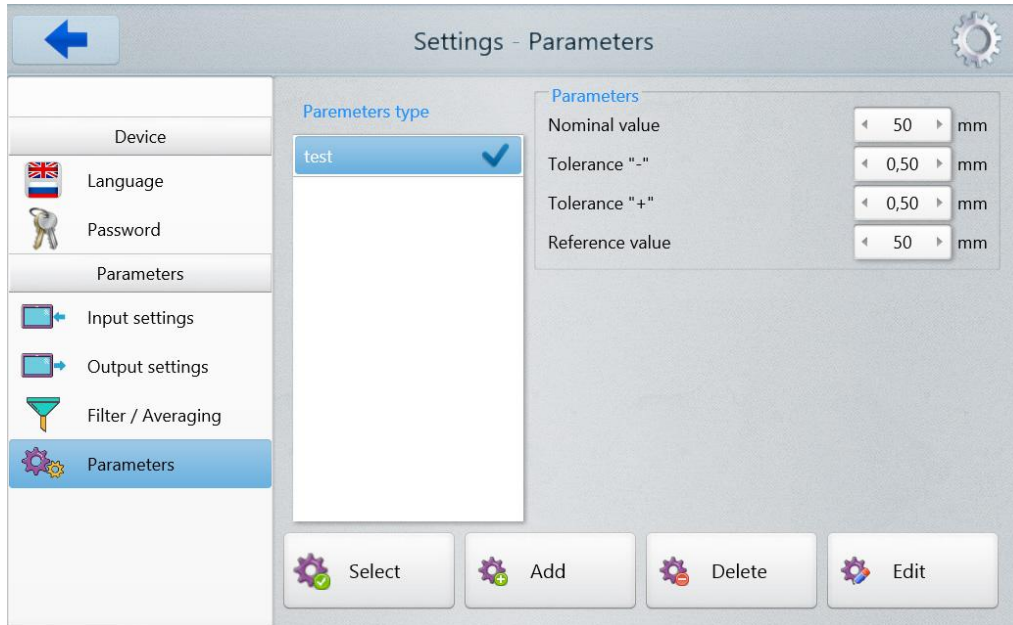 Settings - Parameters
Device
Language
Password
Parameters
Input settings
Output settings
Filter / Averaging
Parameters
Paremeters type
test
Parameters
Nominal value 50 mm
Tolerance "-" 0,50 mm
Tolerance "+" 0,50 mm
Reference value 50 mm
Select Add Delete Edit